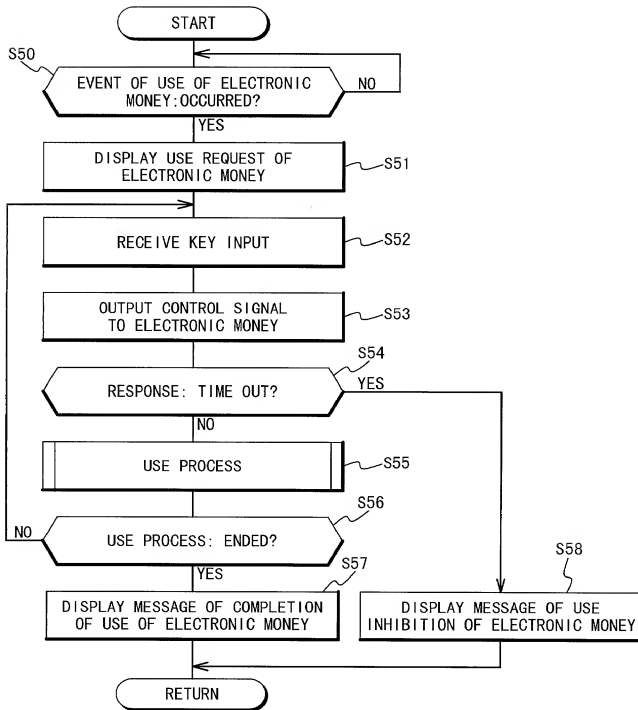 START
S50
EVENT OF USE OF ELECTRONIC
MONEY:OCCURRED?
NO
YES
DISPLAY USE REQUEST OF
ELECTRONIC MONEY
S51
RECEIVE KEY INPUT
S52
OUTPUT CONTROL SIGNAL
TO ELECTRONIC MONEY
S53
S54
RESPONSE: TIME OUT?
YES
NO
USE PROCESS
S55
S56
NO
USE PROCESS: ENDED?
YES
S57
S58
DISPLAY MESSAGE OF COMPLETION
OF USE OF ELECTRONIC MONEY
DISPLAY MESSAGE OF USE
INHIBITION OF ELECTRONIC MONEY
RETURN